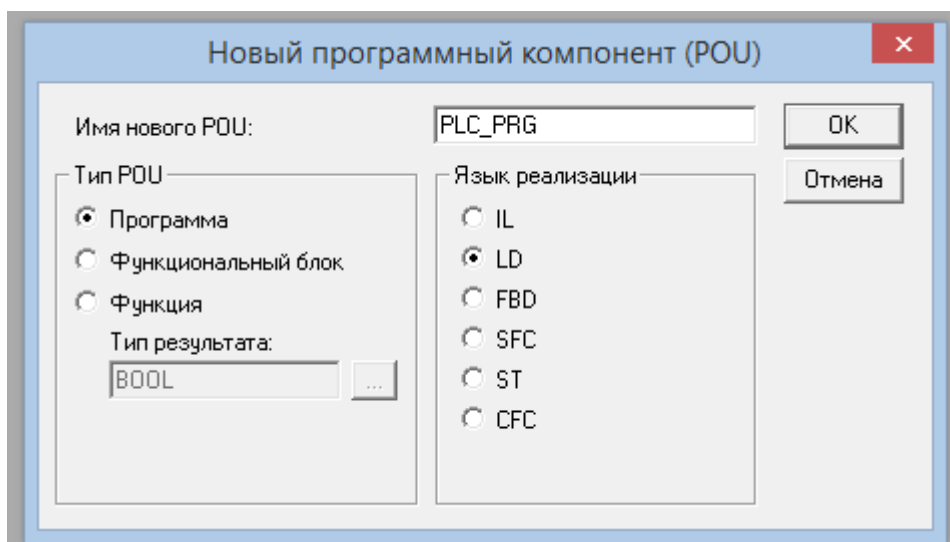 Новый программный компонент (POU)
Имя нового POU:
PLC_PRG
OK
Отмена
Тип POU
Программа
Функциональный блок
Функция
Тип результата:
BOOL
...
Язык реализации
IL
LD
FBD
SFC
ST
CFC